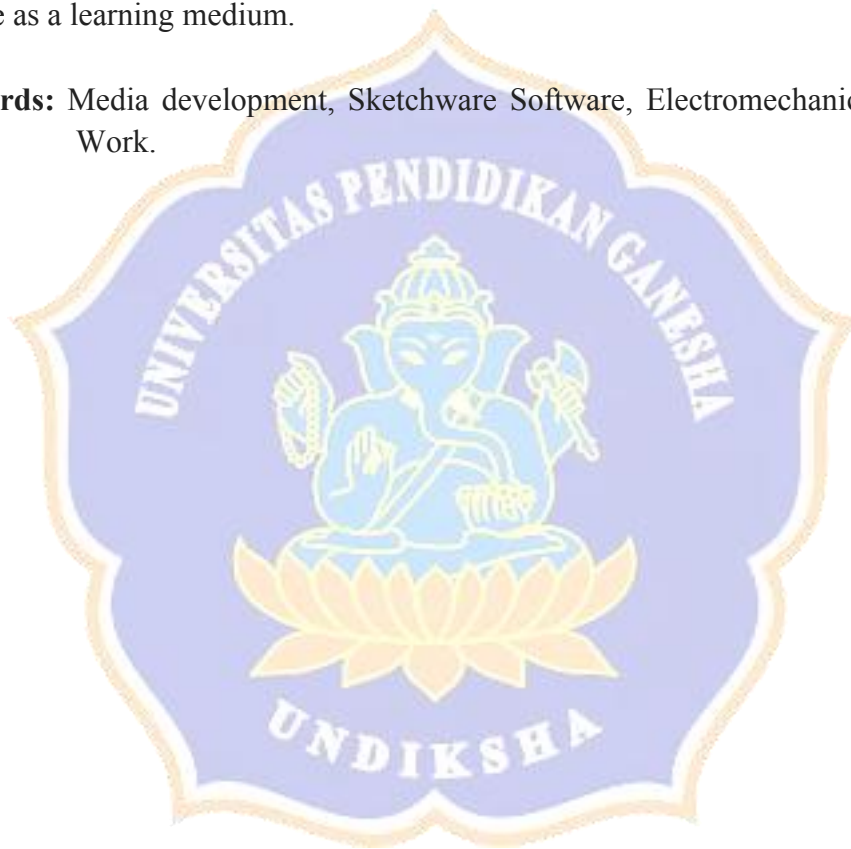 e as a learning medium.
rds: Media development, Sketchware Software, Electromechanic
Work.
UNIVERSITAS PENDIDIKAN GANESHA
UNDIKSHA